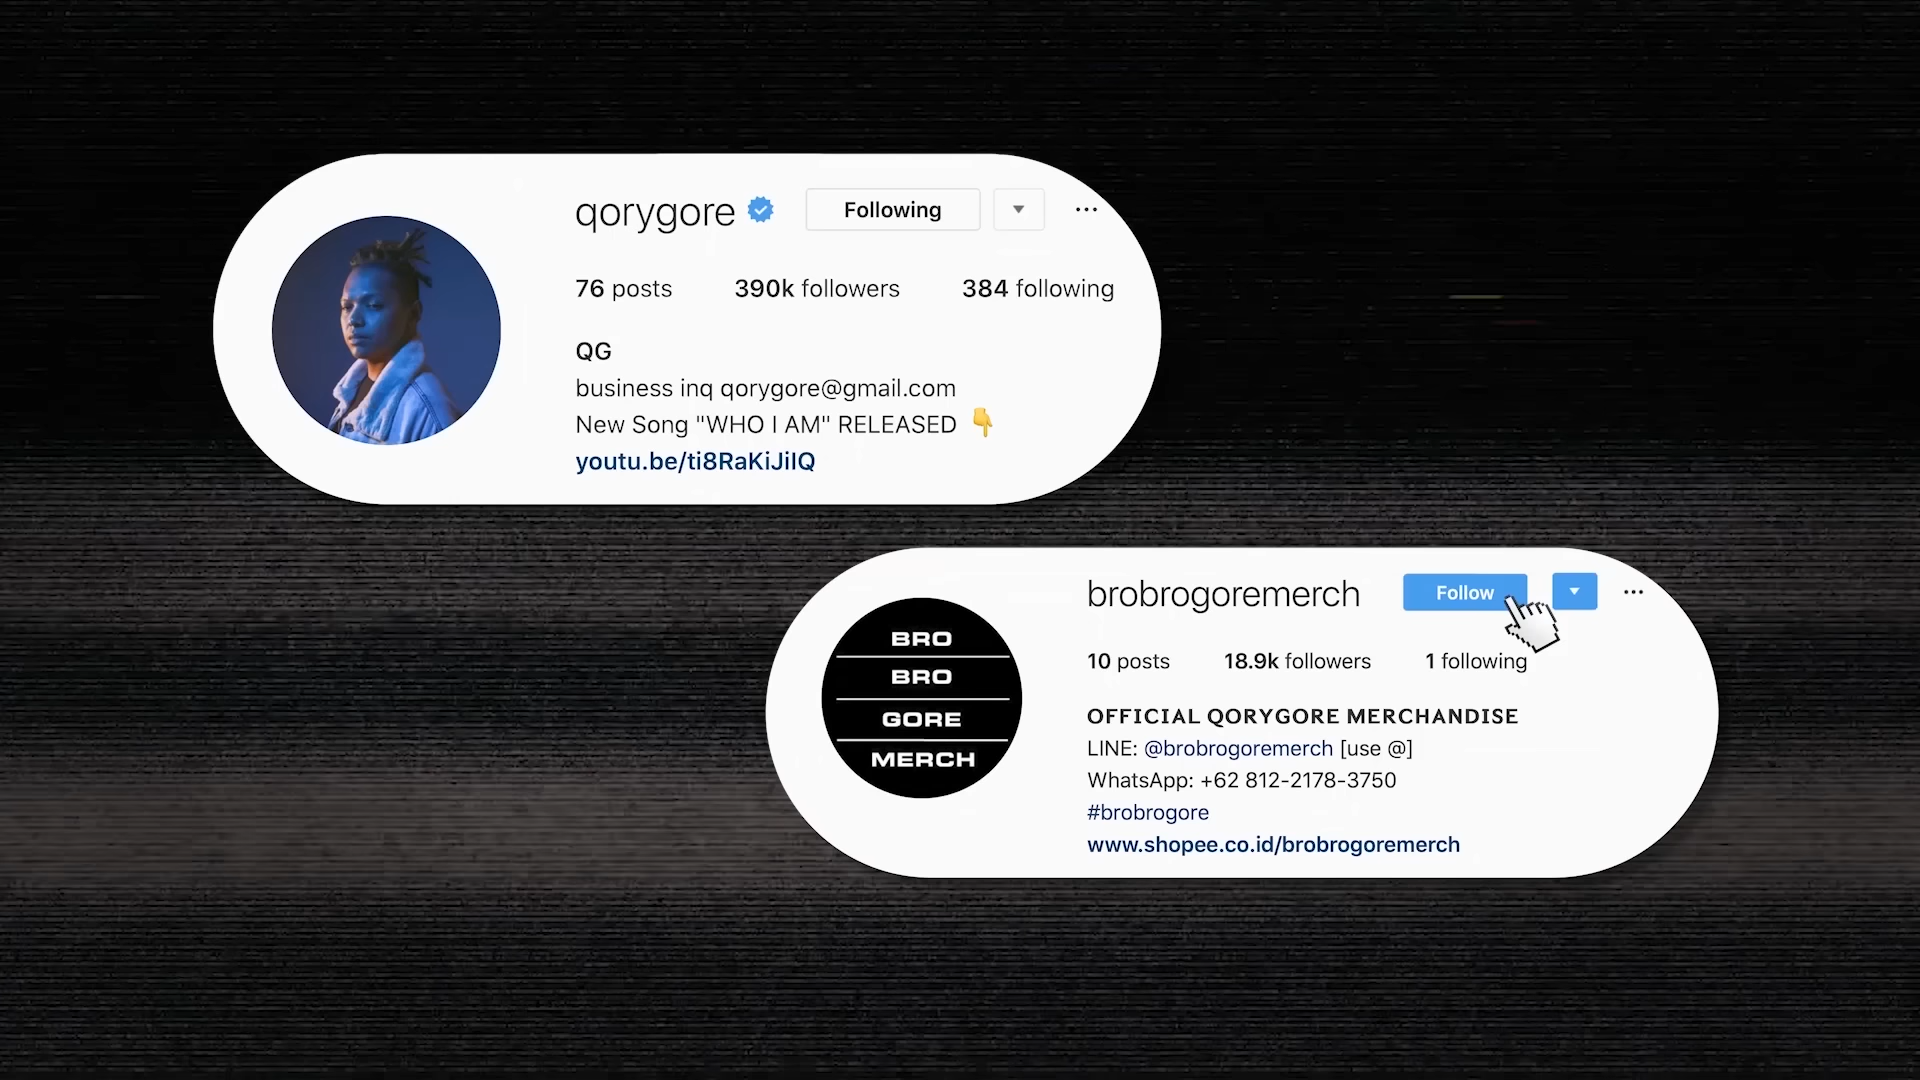 qorygore Following ...
76 posts 390k followers 384 following
QG
business inq qorygore@gmail.com
New Song "WHO I AM" RELEASED 👇
youtu.be/ti8RaKiJiIQ
BRO
BRO
GORE
MERCH
brobrogoremerch Follow ...
10 posts 18.9k followers 1 following
OFFICIAL QORYGORE MERCHANDISE
LINE: @brobrogoremerch [use @]
WhatsApp: +62 812-2178-3750
#brobrogore
www.shopee.co.id/brobrogoremerch